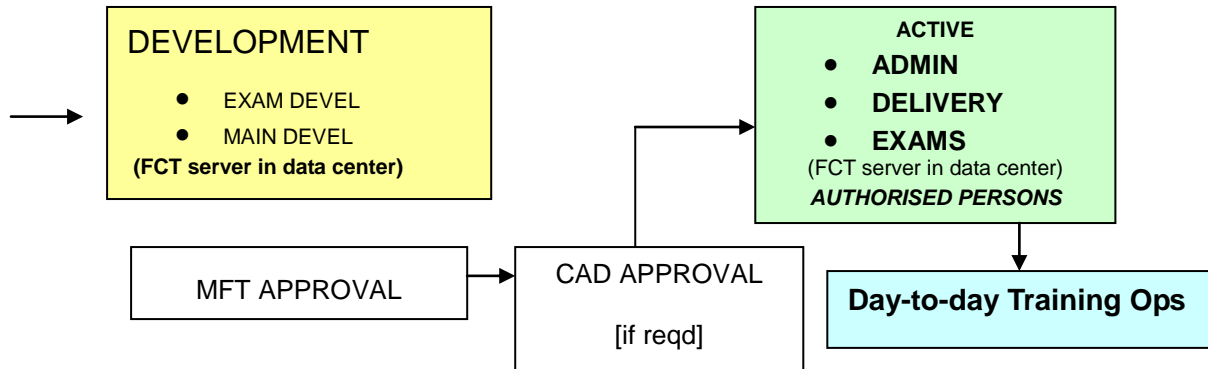 DEVELOPMENT
● EXAM DEVEL
● MAIN DEVEL
(FCT server in data center)
MFT APPROVAL
CAD APPROVAL
[if reqd]
ACTIVE
● ADMIN
● DELIVERY
● EXAMS
(FCT server in data center)
AUTHORISED PERSONS
Day-to-day Training Ops